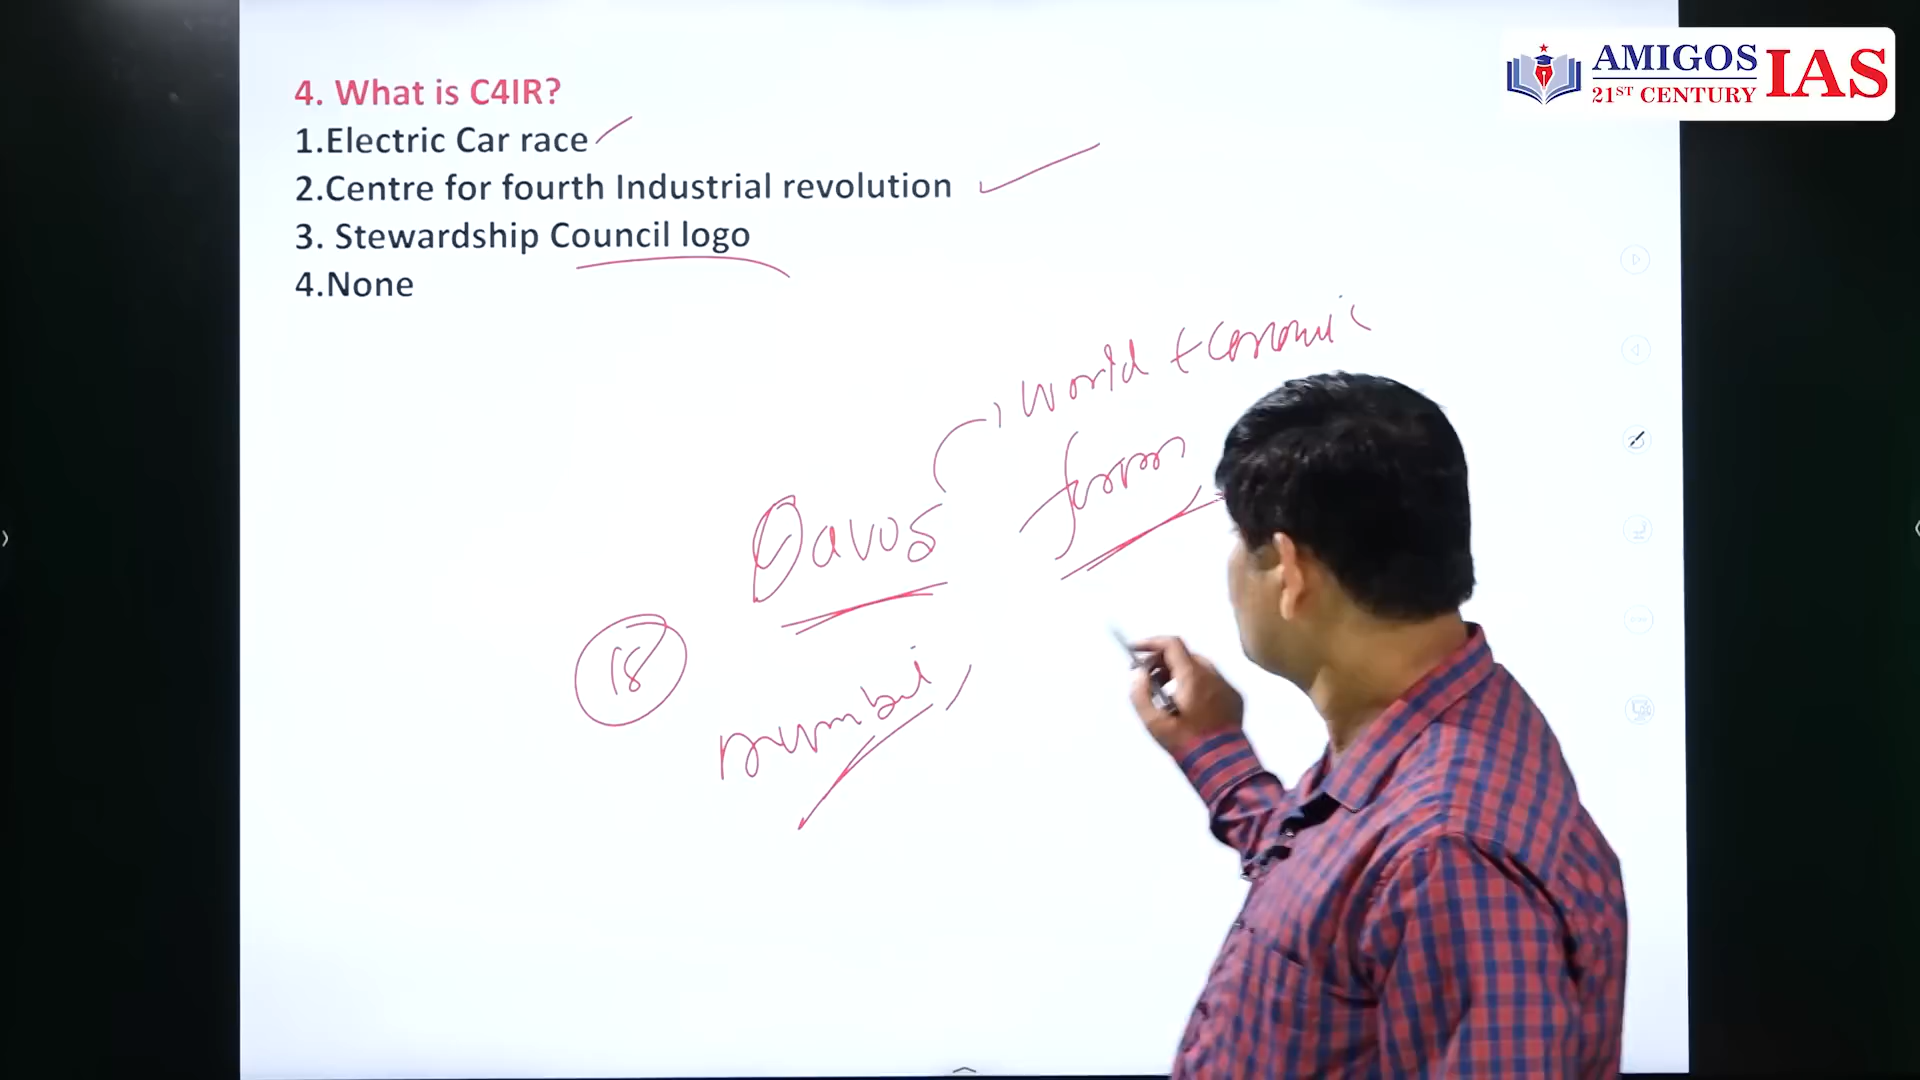 AMIGOS
21ST CENTURY
IAS
4. What is C4IR?
1.Electric Car race
2.Centre for fourth Industrial revolution
3. Stewardship Council logo
4.None
World Economic
forum
Davos
18
mumbai